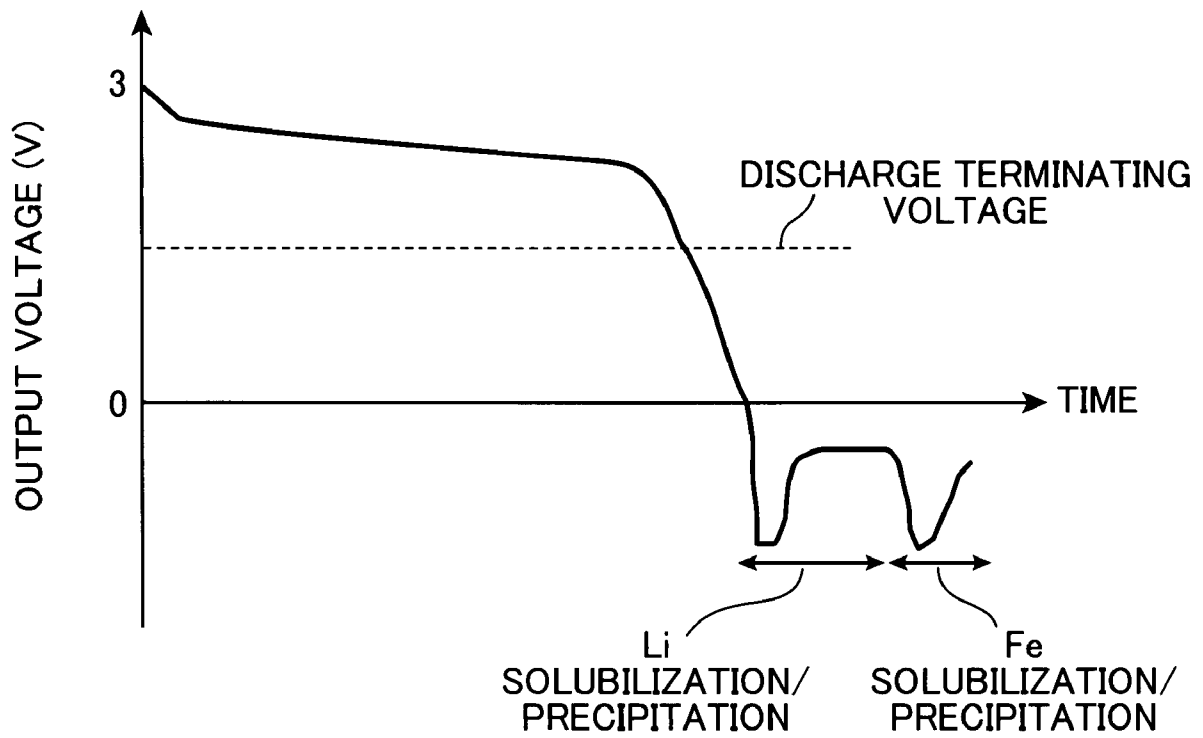 OUTPUT VOLTAGE (V)
3
DISCHARGE TERMINATING
VOLTAGE
0
TIME
Li
SOLUBILIZATION/
PRECIPITATION
Fe
SOLUBILIZATION/
PRECIPITATION